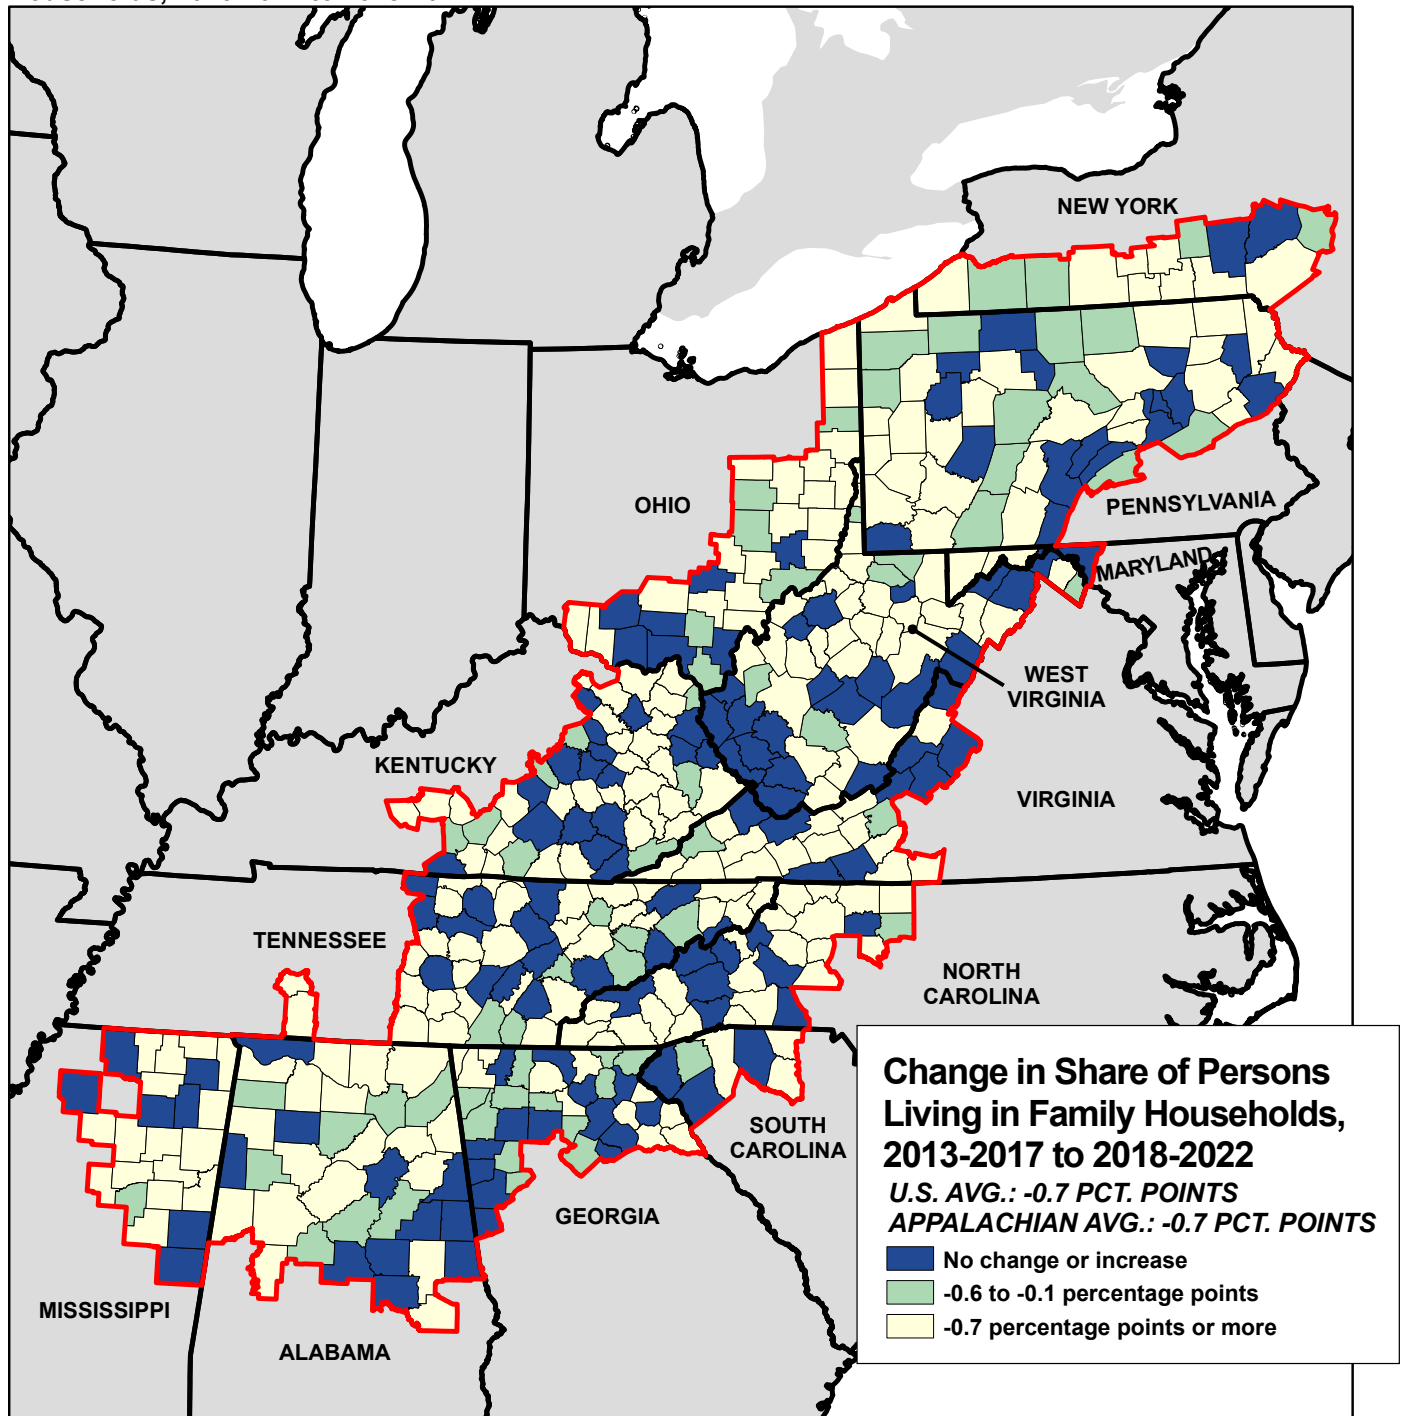 NEW YORK
OHIO
PENNSYLVANIA
MARYLAND
WEST
VIRGINIA
KENTUCKY
VIRGINIA
TENNESSEE
NORTH
CAROLINA
SOUTH
CAROLINA
GEORGIA
MISSISSIPPI
ALABAMA
Change in Share of Persons
Living in Family Households,
2013-2017 to 2018-2022
U.S. AVG.: -0.7 PCT. POINTS
APPALACHIAN AVG.: -0.7 PCT. POINTS
No change or increase
-0.6 to -0.1 percentage points
-0.7 percentage points or more